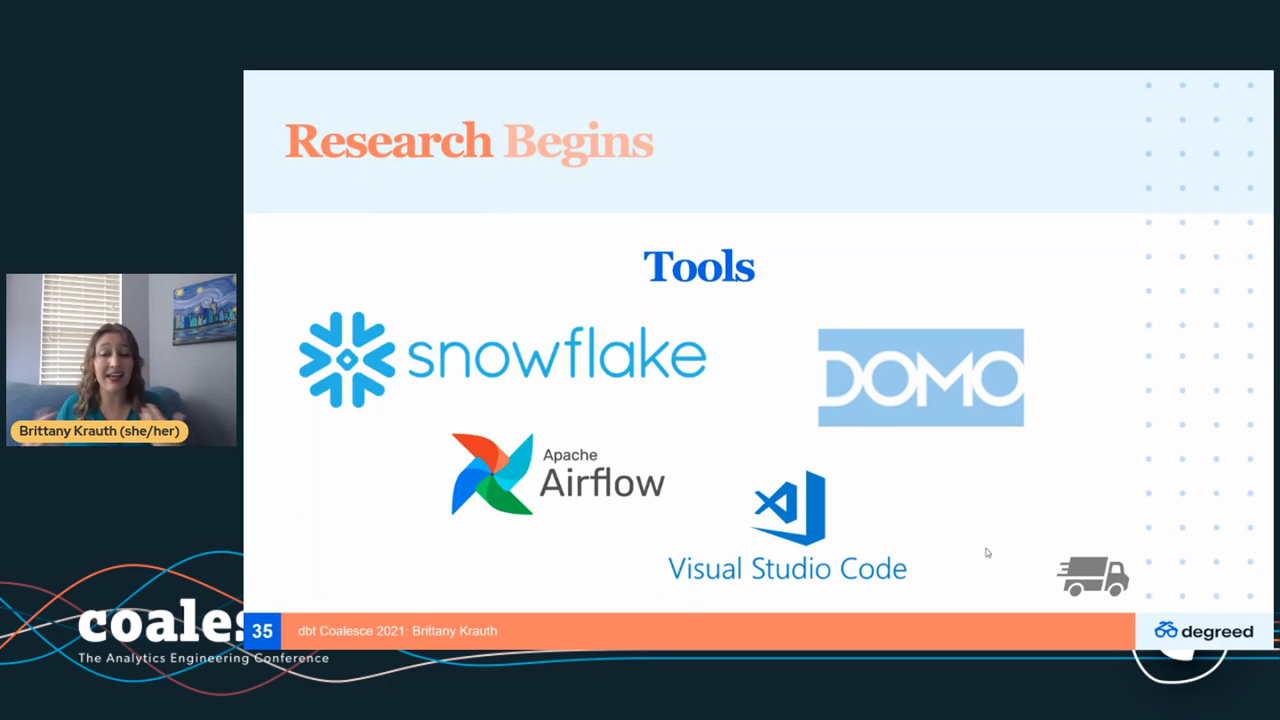 Research Begins
Tools
snowflake
DOMO
Apache
Airflow
Visual Studio Code
Brittany Krauth (she/her)
35
dbt Coalesce 2021: Brittany Krauth
degreed
coales
The Analytics Engineering Conference